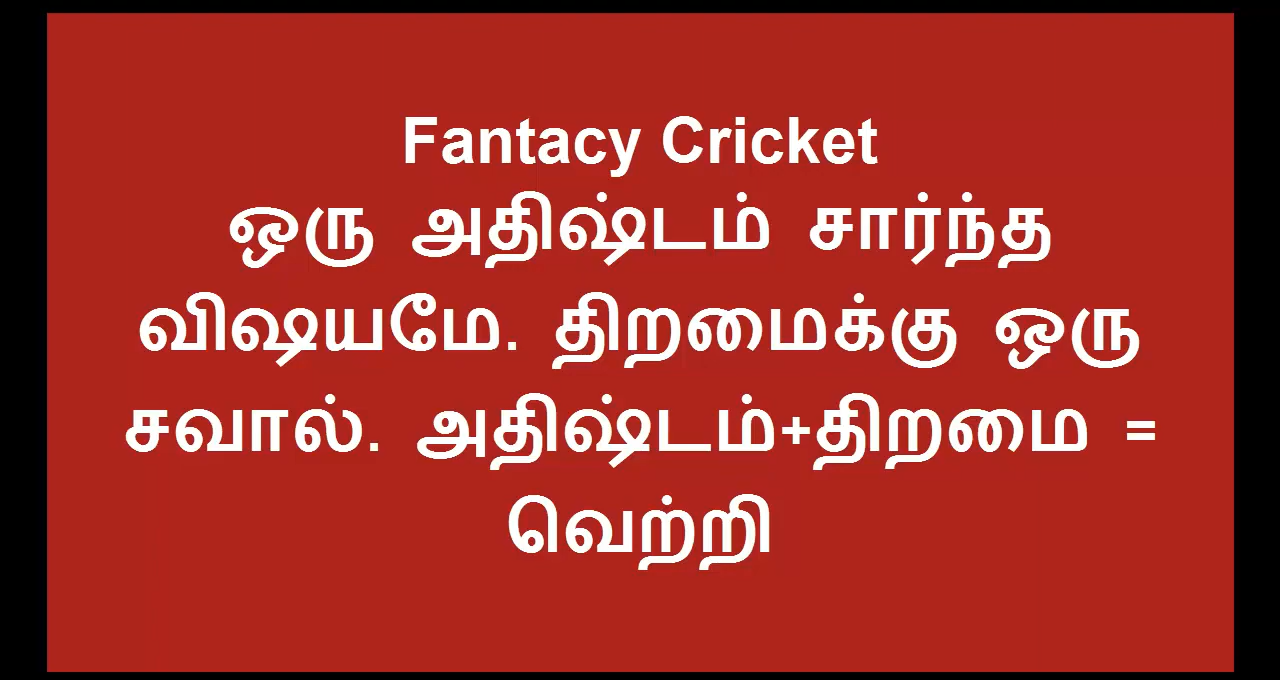 Fantacy Cricket
ஒரு அதிஷ்டம் சார்ந்த
விஷயமே. திறமைக்கு ஒரு
சவால். அதிஷ்டம்+திறமை =
வெற்றி